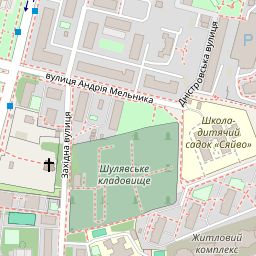 Дністровська вулиця
P
вулиця Андрія Мельника
Школа-
дитячий
садок «Сяйво»
Західна вулиця
Шулявське
кладовище
Житловий
комплекс